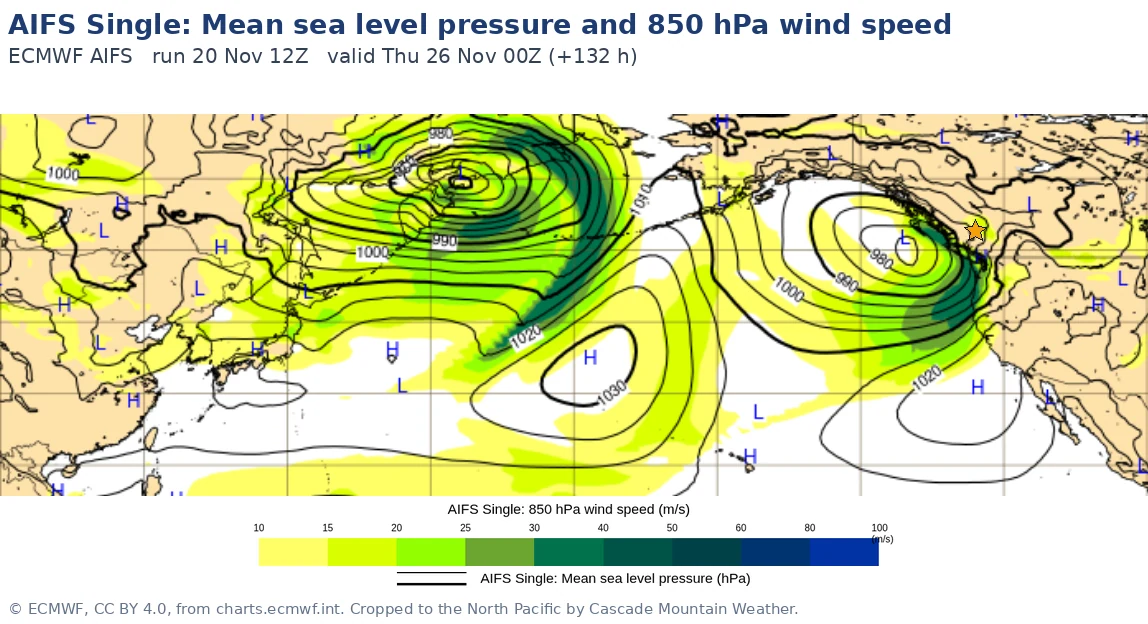 AIFS Single: Mean sea level pressure and 850 hPa wind speed
ECMWF AIFS run 20 Nov 12Z valid Thu 26 Nov 00Z (+132 h)
L H H L H L H
980
1000
L L L
H L H 1010 L L
990 L
1000 980
H 990
L L 1000 L
H H
1020
L H H H
1030 1020 H
L
H L L
H L
H H
AIFS Single: 850 hPa wind speed (m/s)
10 15 20 25 30 40 50 60 80 100
(m/s)
AIFS Single: Mean sea level pressure (hPa)
© ECMWF, CC BY 4.0, from charts.ecmwf.int. Cropped to the North Pacific by Cascade Mountain Weather.